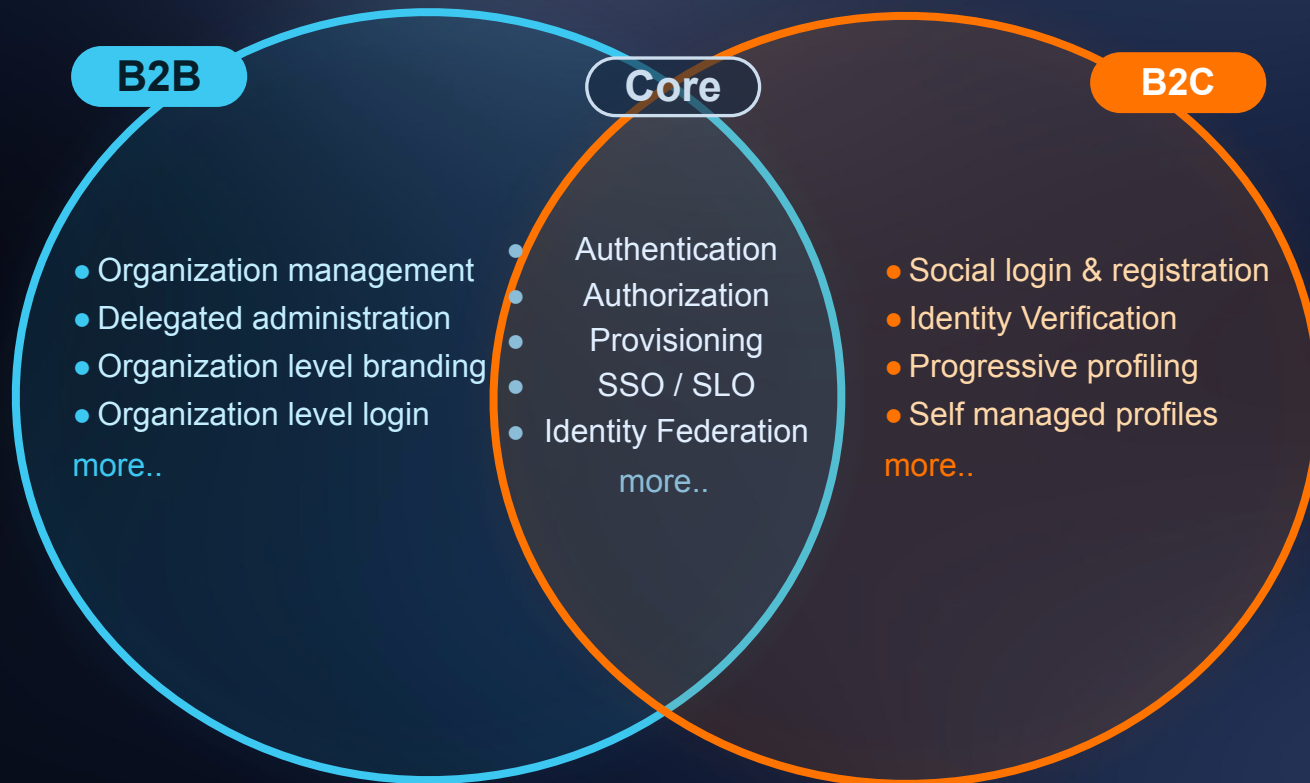 B2B
Organization management
Delegated administration
Organization level branding
Organization level login
more..
Core
Authentication
Authorization
Provisioning
SSO / SLO
Identity Federation
more..
B2C
Social login & registration
Identity Verification
Progressive profiling
Self managed profiles
more..